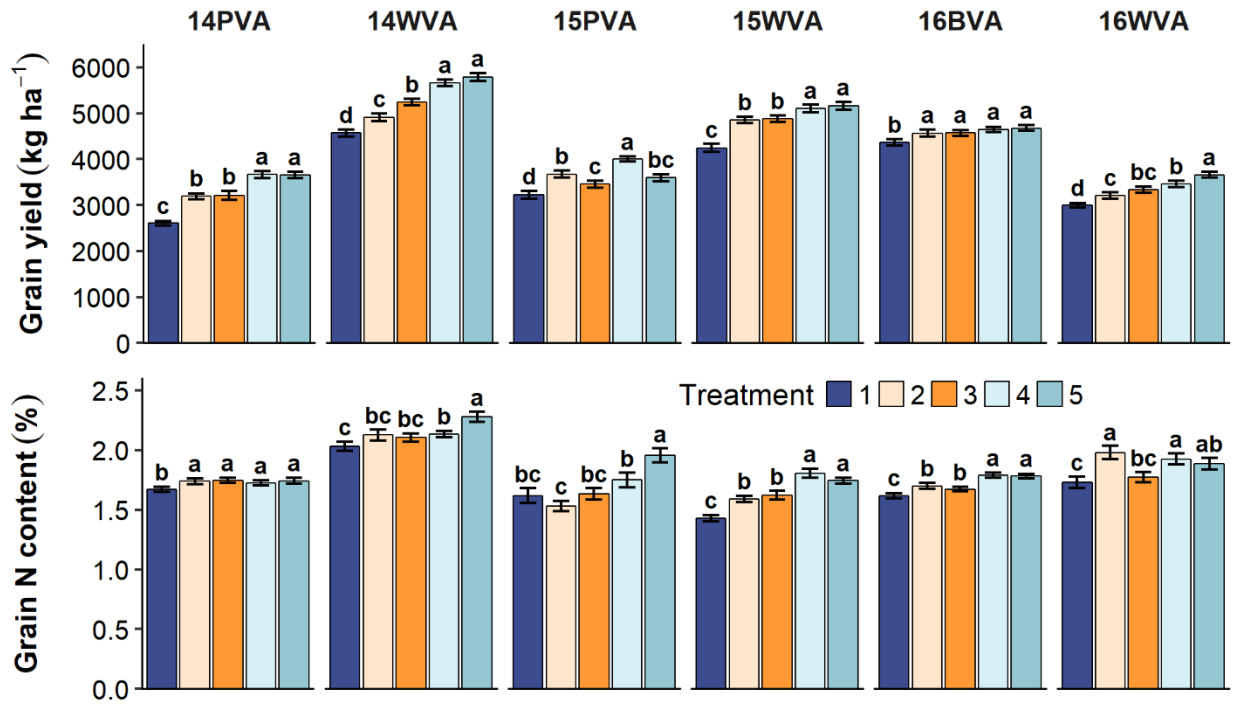 14PVA 14WVA 15PVA 15WVA 16BVA 16WVA
Grain yield (kg ha⁻¹)
6000
5000
4000
3000
2000
1000
0
c b b a a
d c b a a
d b c a bc
c b b a a
b a a a a
d c bc b a
Grain N content (%)
2.5
2.0
1.5
1.0
0.5
0.0
Treatment 1 2 3 4 5
b a a a a
c bc bc b a
bc c bc b a
c b b a a
c b b a a
c a bc a ab